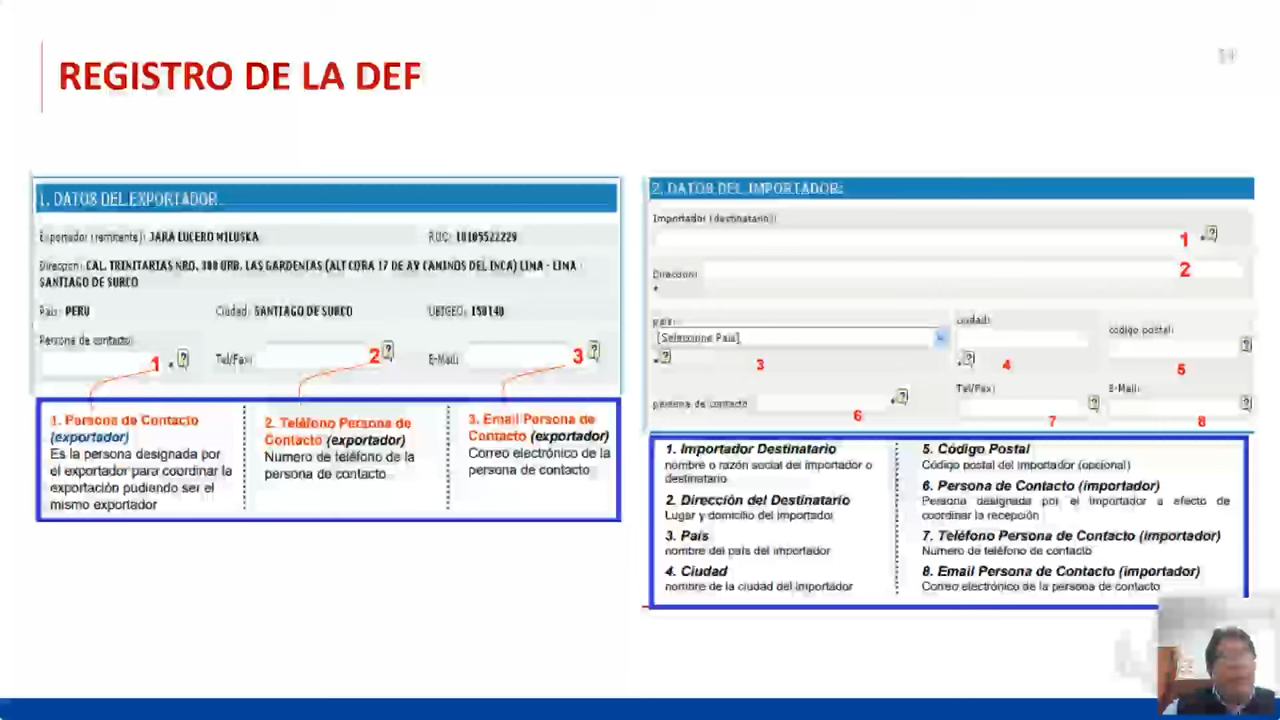 REGISTRO DE LA DEF
1. DATOS DEL EXPORTADOR
Exportador (remitente): JARA LUCERO MILUSKA
RUC: 10105522229
Direccion: CAL. TRINITARIAS NRO. 300 URB. LAS GARDENIAS (ALT CDRA 17 DE AV CAMINOS DEL INCA) LIMA - LIMA -
SANTIAGO DE SURCO
País: PERU
Ciudad: SANTIAGO DE SURCO
UBIGEO: 150140
Persona de contacto:
1
Tel/Fax:
2
E-Mail:
3
1. Persona de Contacto
(exportador)
Es la persona designada por
el exportador para coordinar la
exportación pudiendo ser el
mismo exportador
2. Teléfono Persona de
Contacto (exportador)
Numero de teléfono de la
persona de contacto
3. Email Persona de
Contacto (exportador)
Correo electrónico de la
persona de contacto
2. DATOS DEL IMPORTADOR:
Importador (destinatario):
1
Direccion:
2
país:
[Seleccione Pais]
3
ciudad:
4
codigo postal:
5
persona de contacto
6
Tel/Fax:
7
E-Mail:
8
1. Importador Destinatario
nombre o razón social del importador o
destinatario
2. Dirección del Destinatario
Lugar y domicilio del importador
3. País
nombre del país del importador
4. Ciudad
nombre de la ciudad del importador
5. Código Postal
Código postal del importador (opcional)
6. Persona de Contacto (importador)
Persona designada por el importador a efecto de
coordinar la recepción
7. Teléfono Persona de Contacto (importador)
Numero de teléfono de contacto
8. Email Persona de Contacto (importador)
Correo electrónico de la persona de contacto